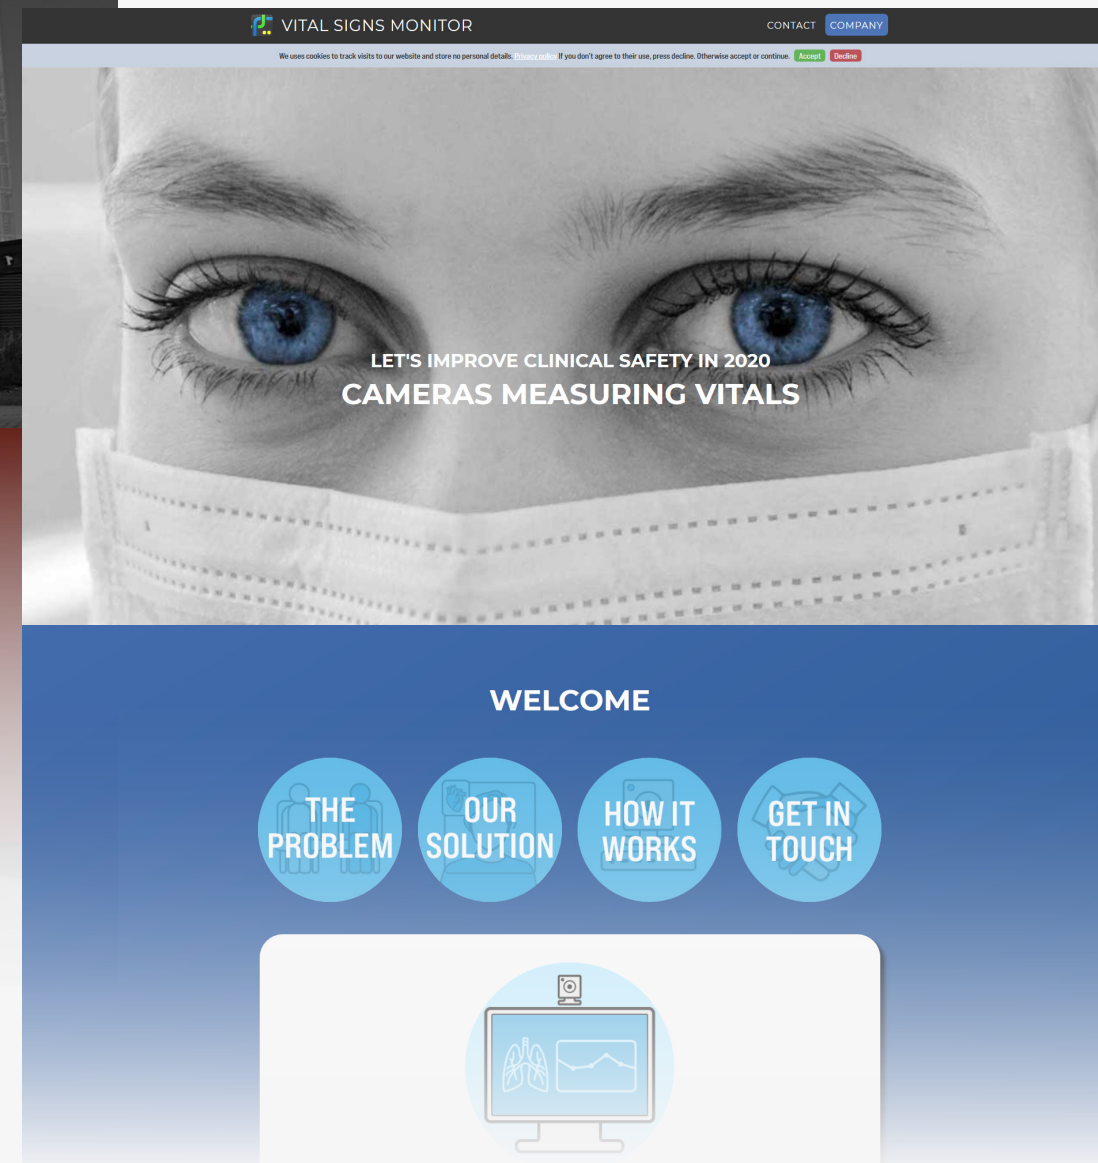 VITAL SIGNS MONITOR
CONTACT
COMPANY
We uses cookies to track visits to our website and store no personal details. Privacy policy If you don't agree to their use, press decline. Otherwise accept or continue. Accept Decline
LET'S IMPROVE CLINICAL SAFETY IN 2020
CAMERAS MEASURING VITALS
WELCOME
THE
PROBLEM
OUR
SOLUTION
HOW IT
WORKS
GET IN
TOUCH